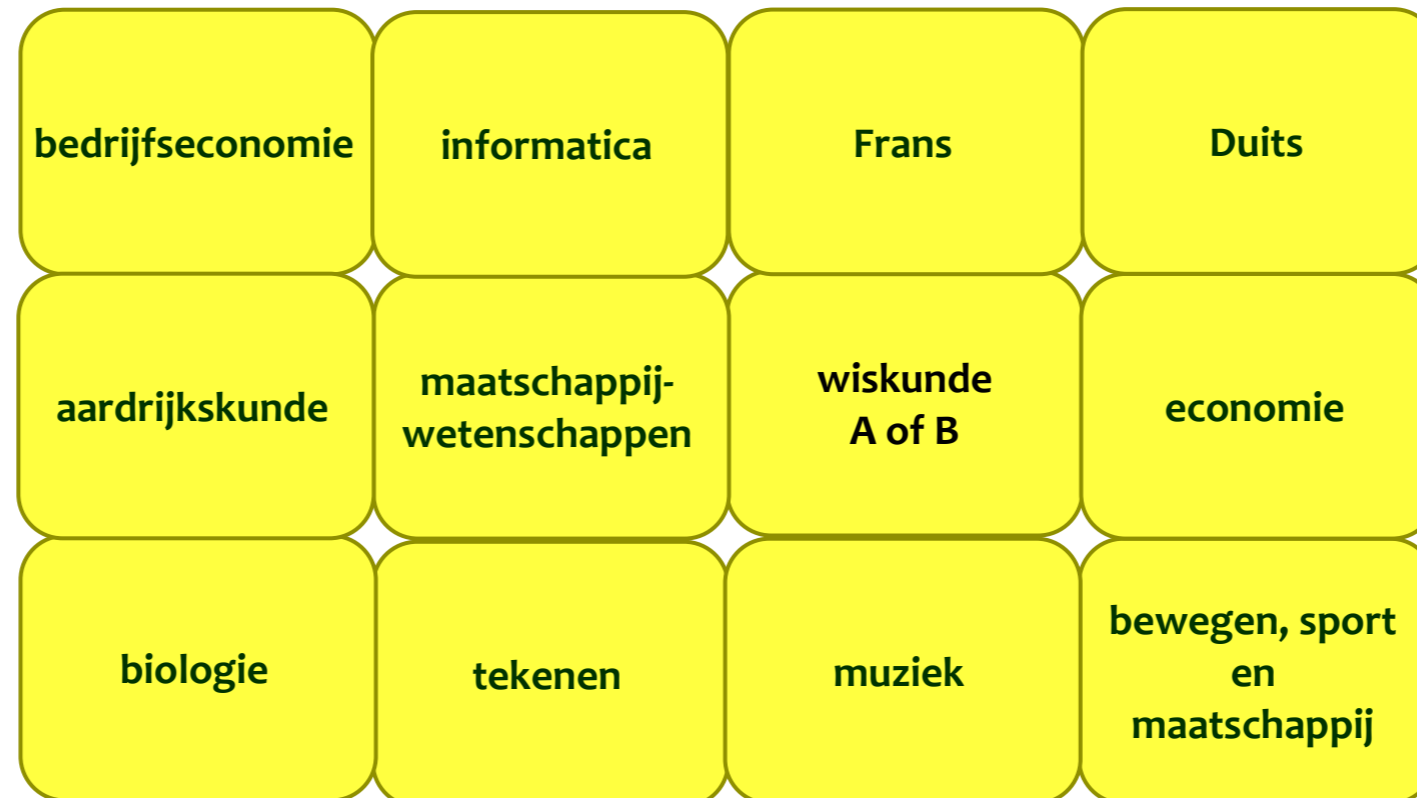 bedrijfseconomie
informatica
Frans
Duits
aardrijkskunde
maatschappij-
wetenschappen
wiskunde
A of B
economie
biologie
tekenen
muziek
bewegen, sport
en
maatschappij